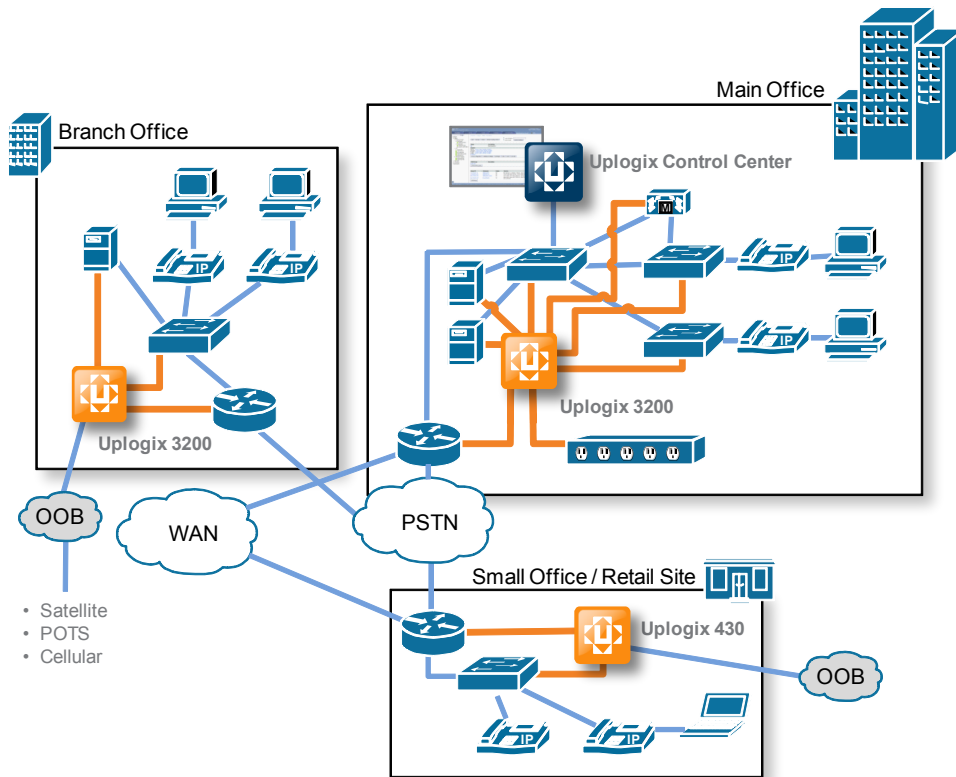 Main Office
Branch Office
Uplogix Control Center
M
IP
IP
IP
IP
Uplogix 3200
Uplogix 3200
OOB
WAN
PSTN
• Satellite
• POTS
• Cellular
Small Office / Retail Site
Uplogix 430
OOB
IP
IP